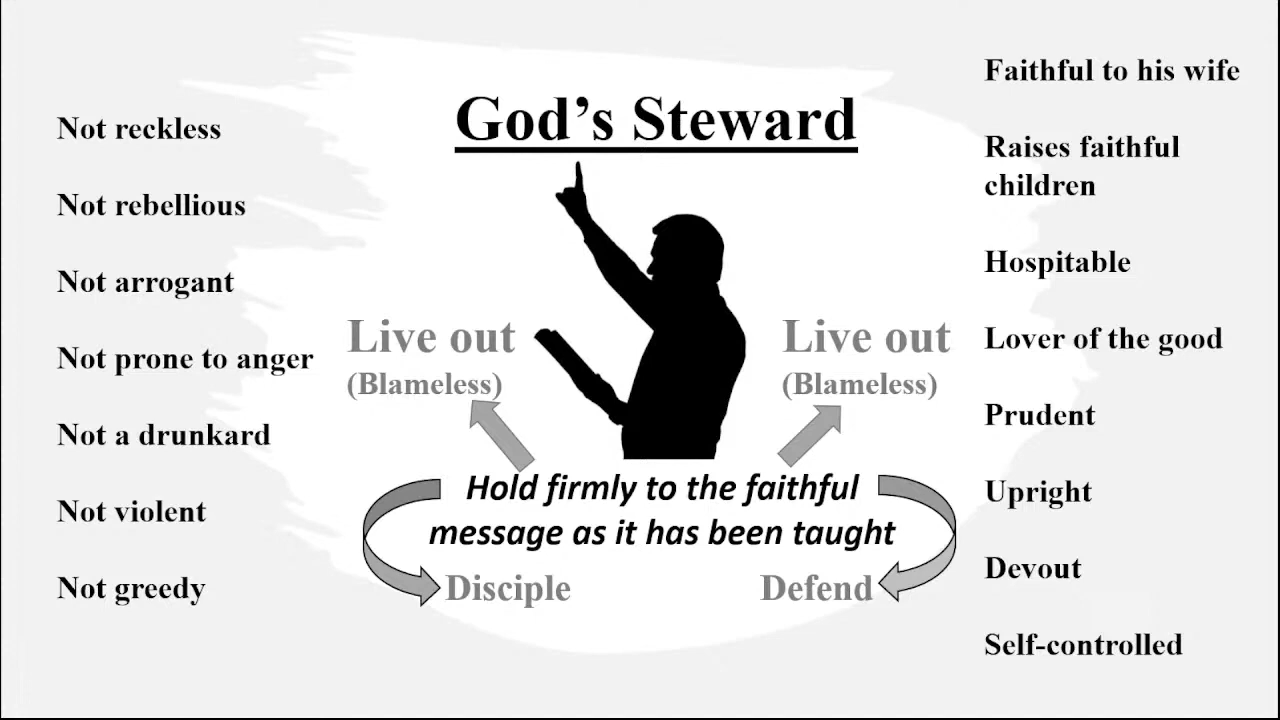 God’s Steward
Not reckless
Not rebellious
Not arrogant
Not prone to anger
Not a drunkard
Not violent
Not greedy
Live out
(Blameless)
Live out
(Blameless)
Hold firmly to the faithful
message as it has been taught
Disciple
Defend
Faithful to his wife
Raises faithful
children
Hospitable
Lover of the good
Prudent
Upright
Devout
Self-controlled